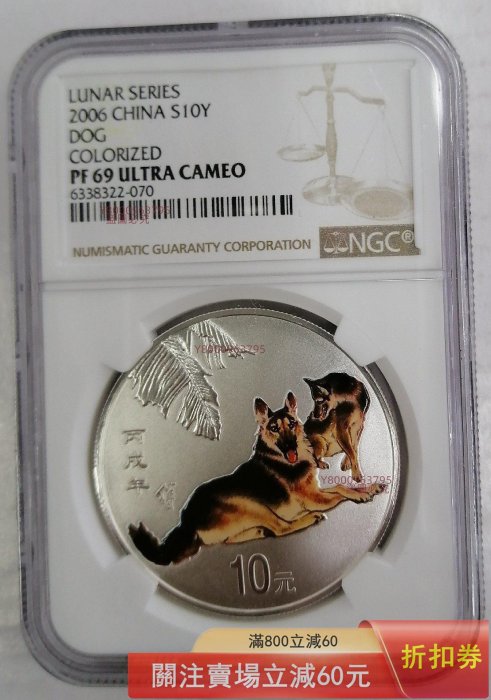 LUNAR SERIES
2006 CHINA S10Y
DOG
COLORIZED
PF 69 ULTRA CAMEO
6338322-070
NUMISMATIC GUARANTY CORPORATION
NGC®
Y8000033795
Y8000033795
丙戌年
10元
滿800立減60
關注賣場立減60元
折扣券